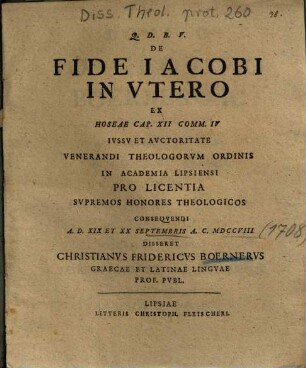 Diss. Theol. prot. 260
98.
Q. D. B. V.
DE
FIDE IACOBI
IN VTERO
EX
HOSEAE CAP. XII COMM. IV
IVSSV ET AVCTORITATE
VENERANDI THEOLOGORVM ORDINIS
IN ACADEMIA LIPSIENSI
PRO LICENTIA
SVPREMOS HONORES THEOLOGICOS
CONSEQVENDI
A. D. XIX ET XX SEPTEMBRIS A. C. MDCCVIII (1708)
DISSERET
CHRISTIANVS FRIDERICVS BOERNERVS
GRAECAE ET LATINAE LINGVAE
PROF. PVBL.
LIPSIAE
LITTERIS CHRISTOPH. FLEISCHERI.